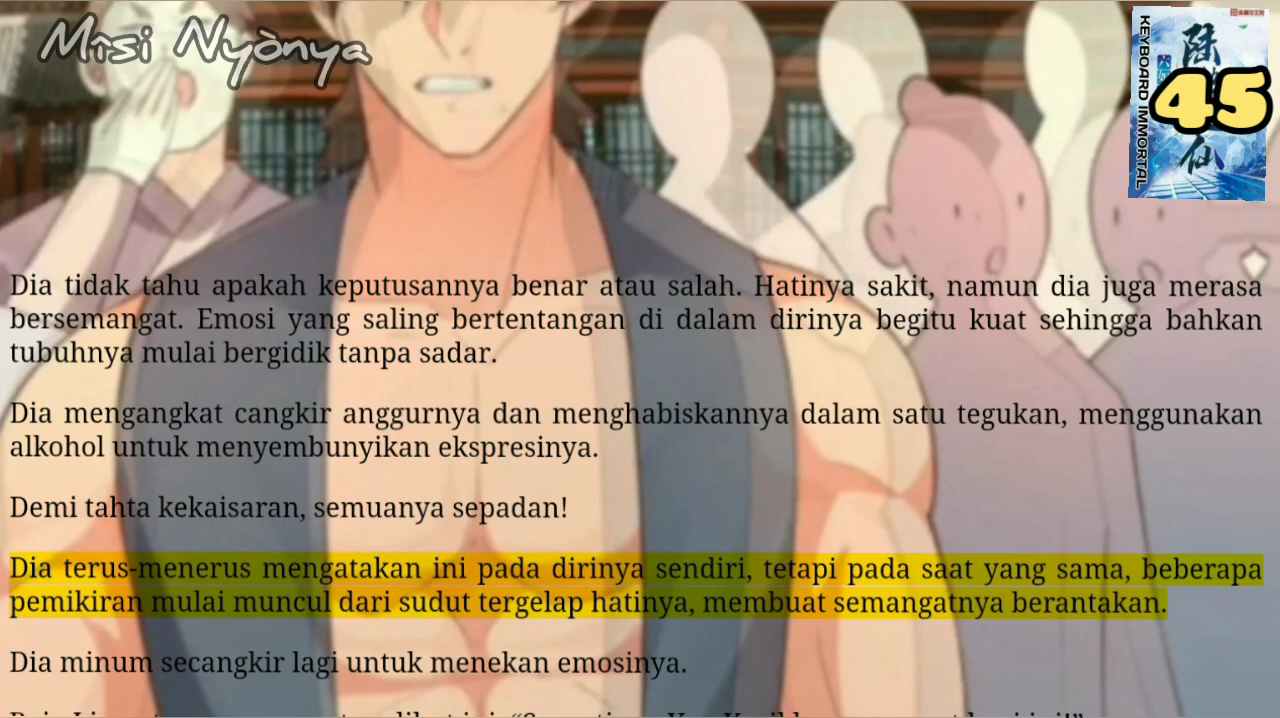 Mîsi Nyònya
KEYBOARD IMMORTAL
45
仙
Dia tidak tahu apakah keputusannya benar atau salah. Hatinya sakit, namun dia juga merasa
bersemangat. Emosi yang saling bertentangan di dalam dirinya begitu kuat sehingga bahkan
tubuhnya mulai bergidik tanpa sadar.
Dia mengangkat cangkir anggurnya dan menghabiskannya dalam satu tegukan, menggunakan
alkohol untuk menyembunyikan ekspresinya.
Demi tahta kekaisaran, semuanya sepadan!
Dia terus-menerus mengatakan ini pada dirinya sendiri, tetapi pada saat yang sama, beberapa
pemikiran mulai muncul dari sudut tergelap hatinya, membuat semangatnya berantakan.
Dia minum secangkir lagi untuk menekan emosinya.